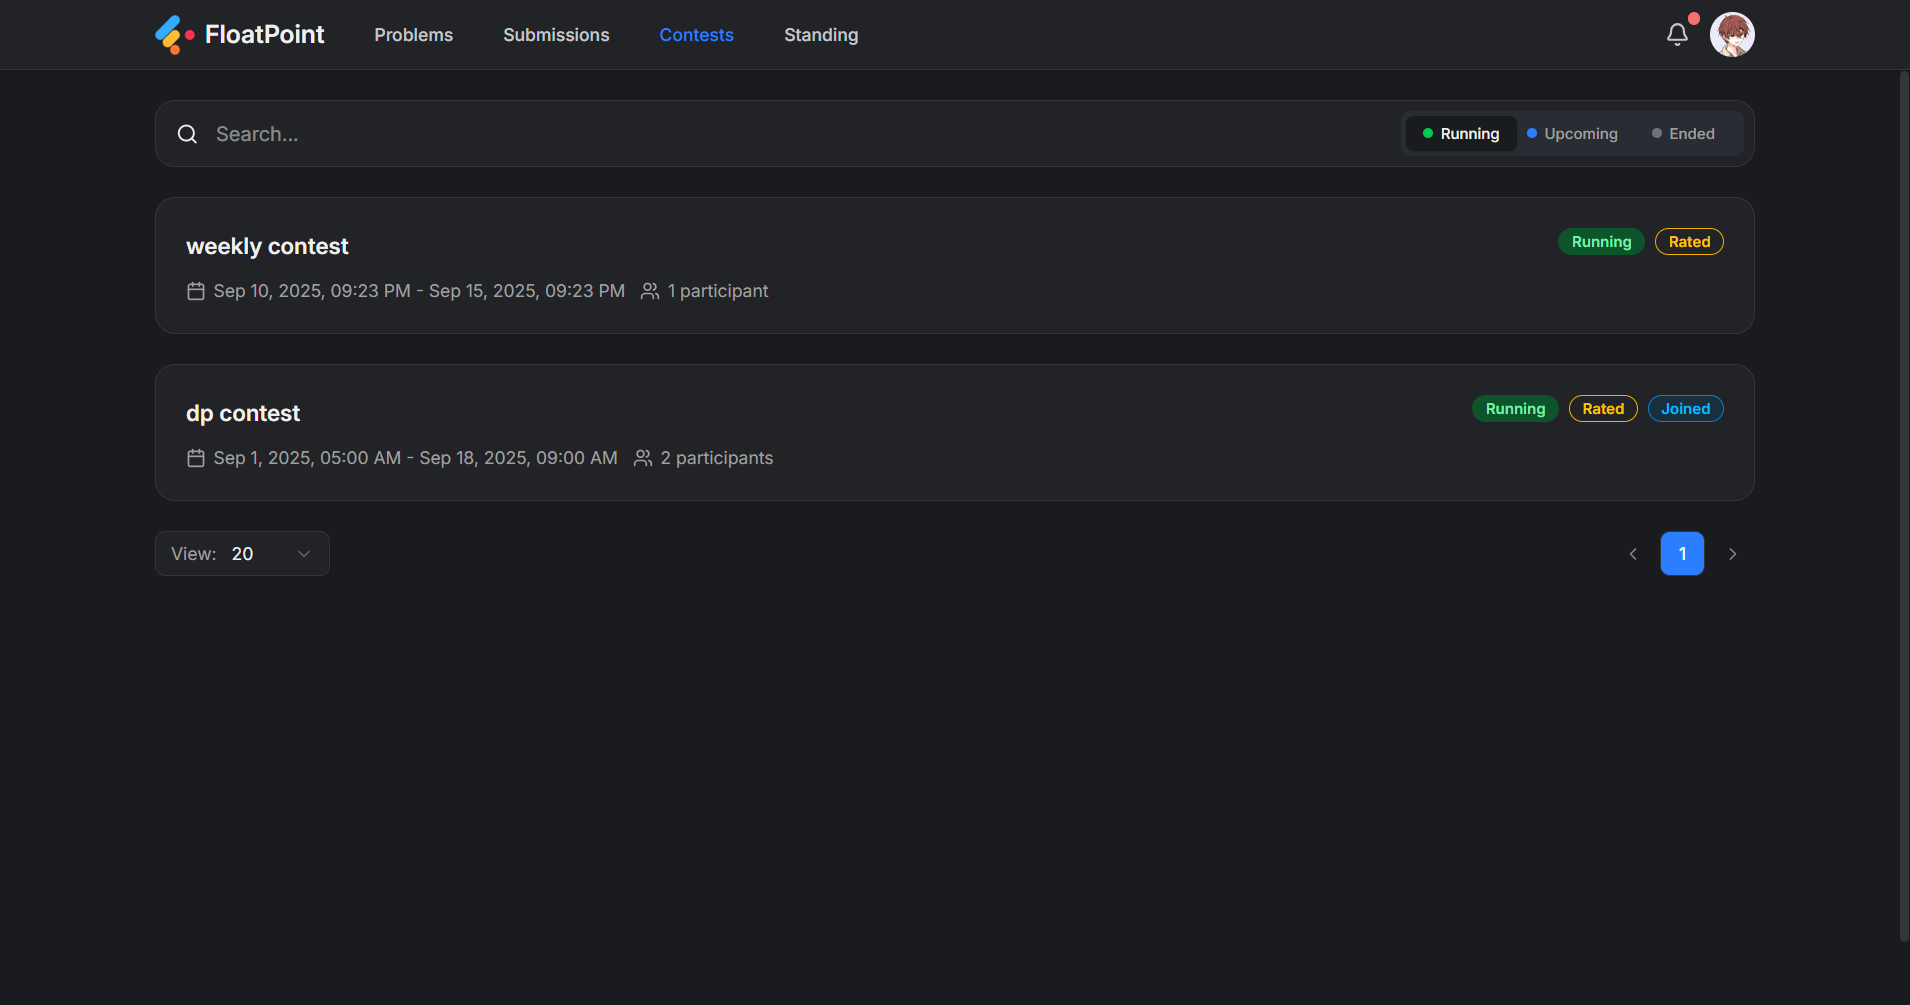 FloatPoint Problems Submissions Contests Standing
Search... Running Upcoming Ended
weekly contest Running Rated
Sep 10, 2025, 09:23 PM - Sep 15, 2025, 09:23 PM 1 participant
dp contest Running Rated Joined
Sep 1, 2025, 05:00 AM - Sep 18, 2025, 09:00 AM 2 participants
View: 20 1